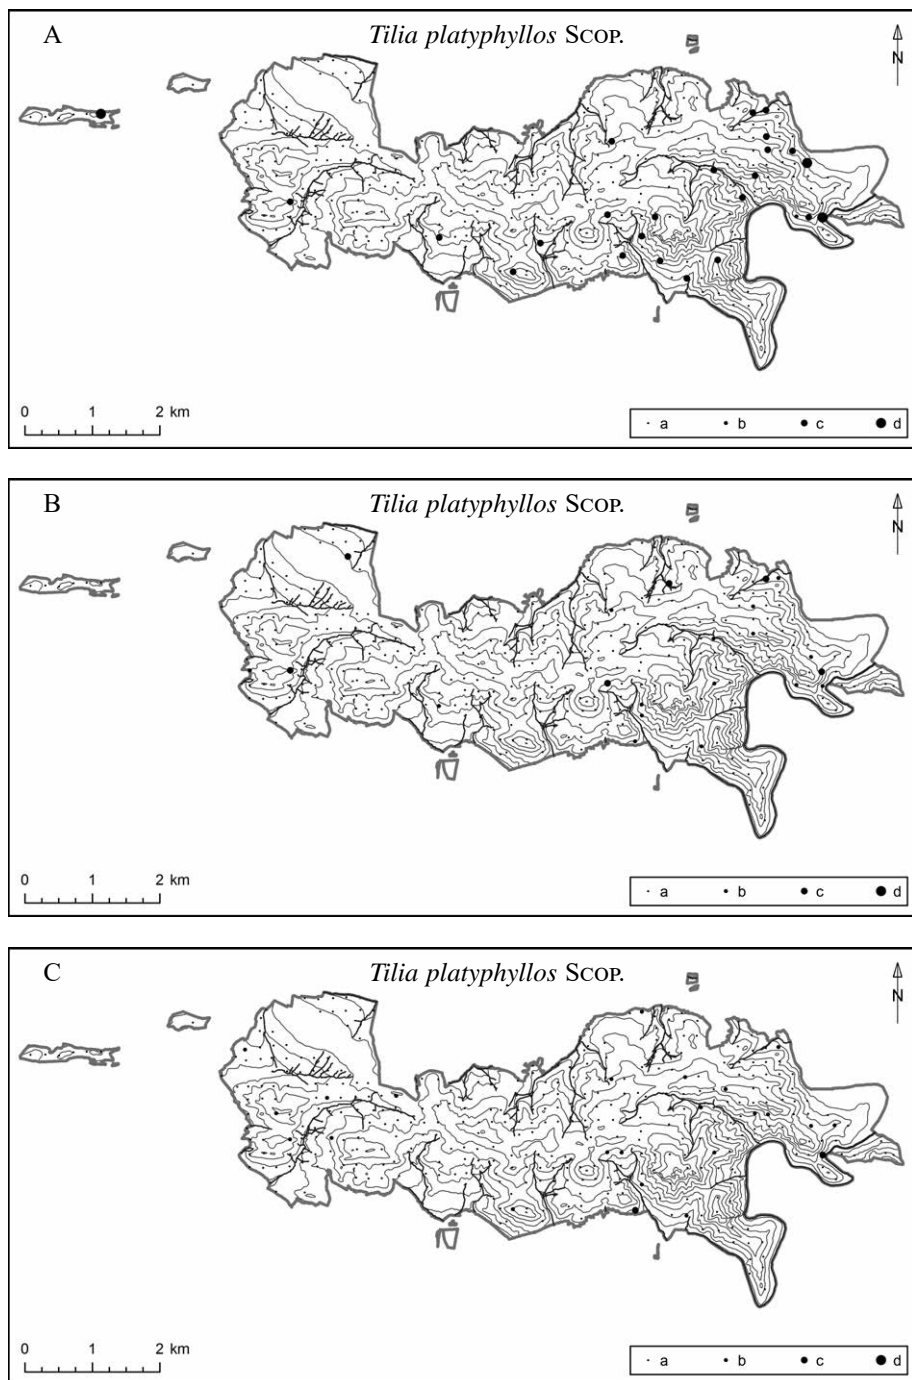 A
Tilia platyphyllos SCOP.
N
0 1 2 km
a b c d
B
Tilia platyphyllos SCOP.
N
0 1 2 km
a b c d
C
Tilia platyphyllos SCOP.
N
0 1 2 km
a b c d